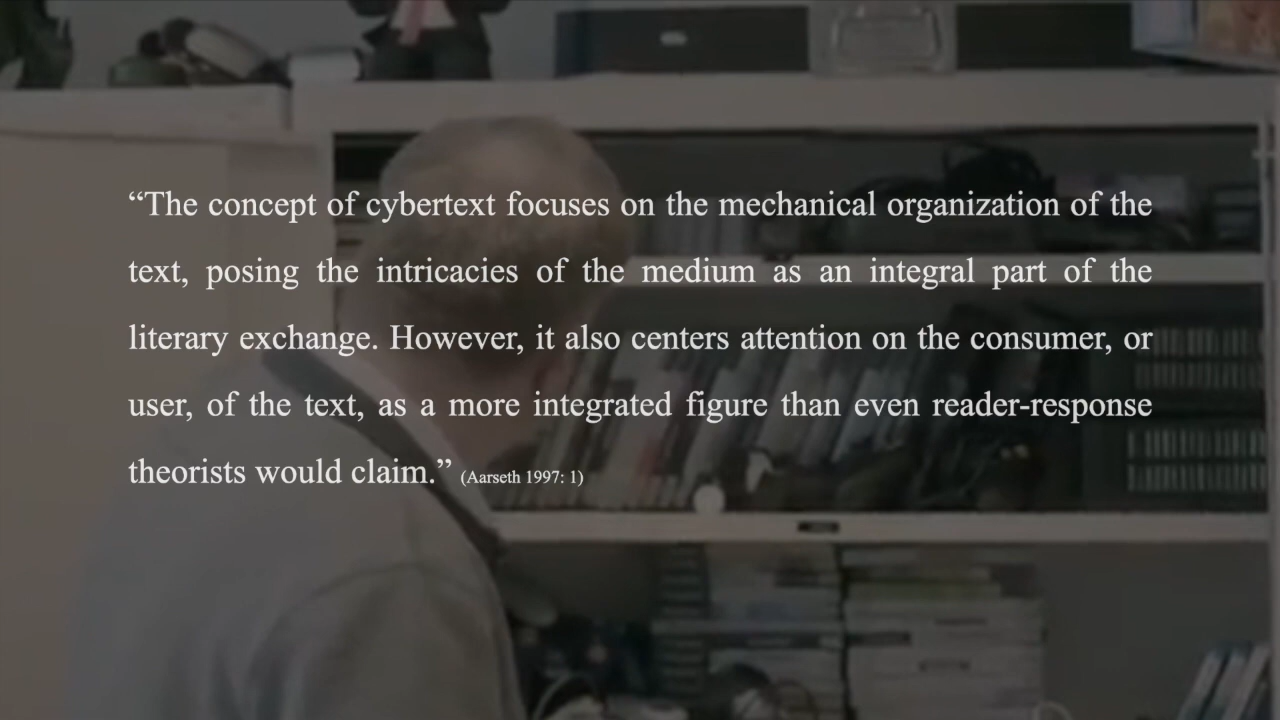 “The concept of cybertext focuses on the mechanical organization of the
text, posing the intricacies of the medium as an integral part of the
literary exchange. However, it also centers attention on the consumer, or
user, of the text, as a more integrated figure than even reader-response
theorists would claim.” (Aarseth 1997: 1)